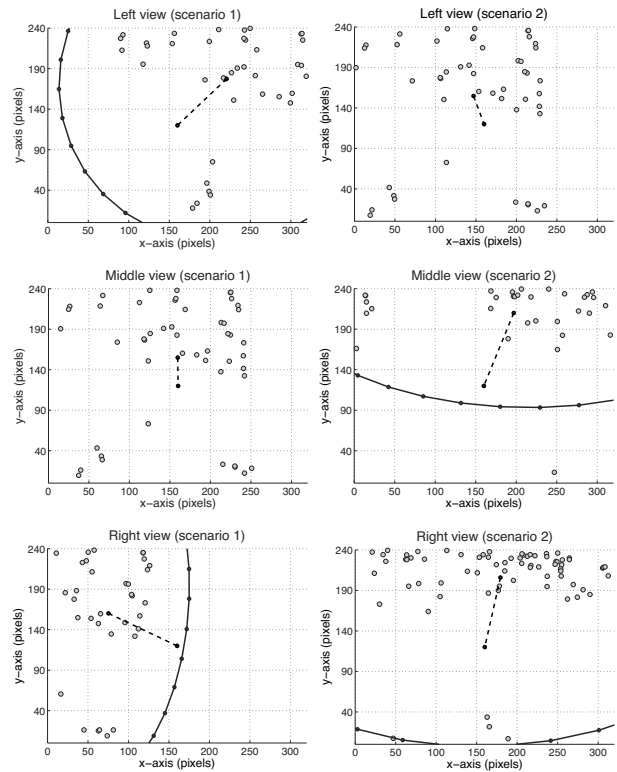 Left view (scenario 1)
240
190
140
90
40
0 50 100 150 200 250 300
x−axis (pixels)
y−axis (pixels)
Left view (scenario 2)
240
190
140
90
40
0 50 100 150 200 250 300
x−axis (pixels)
y−axis (pixels)
Middle view (scenario 1)
240
190
140
90
40
0 50 100 150 200 250 300
x−axis (pixels)
y−axis (pixels)
Middle view (scenario 2)
240
190
140
90
40
0 50 100 150 200 250 300
x−axis (pixels)
y−axis (pixels)
Right view (scenario 1)
240
190
140
90
40
0 50 100 150 200 250 300
x−axis (pixels)
y−axis (pixels)
Right view (scenario 2)
240
190
140
90
40
0 50 100 150 200 250 300
x−axis (pixels)
y−axis (pixels)